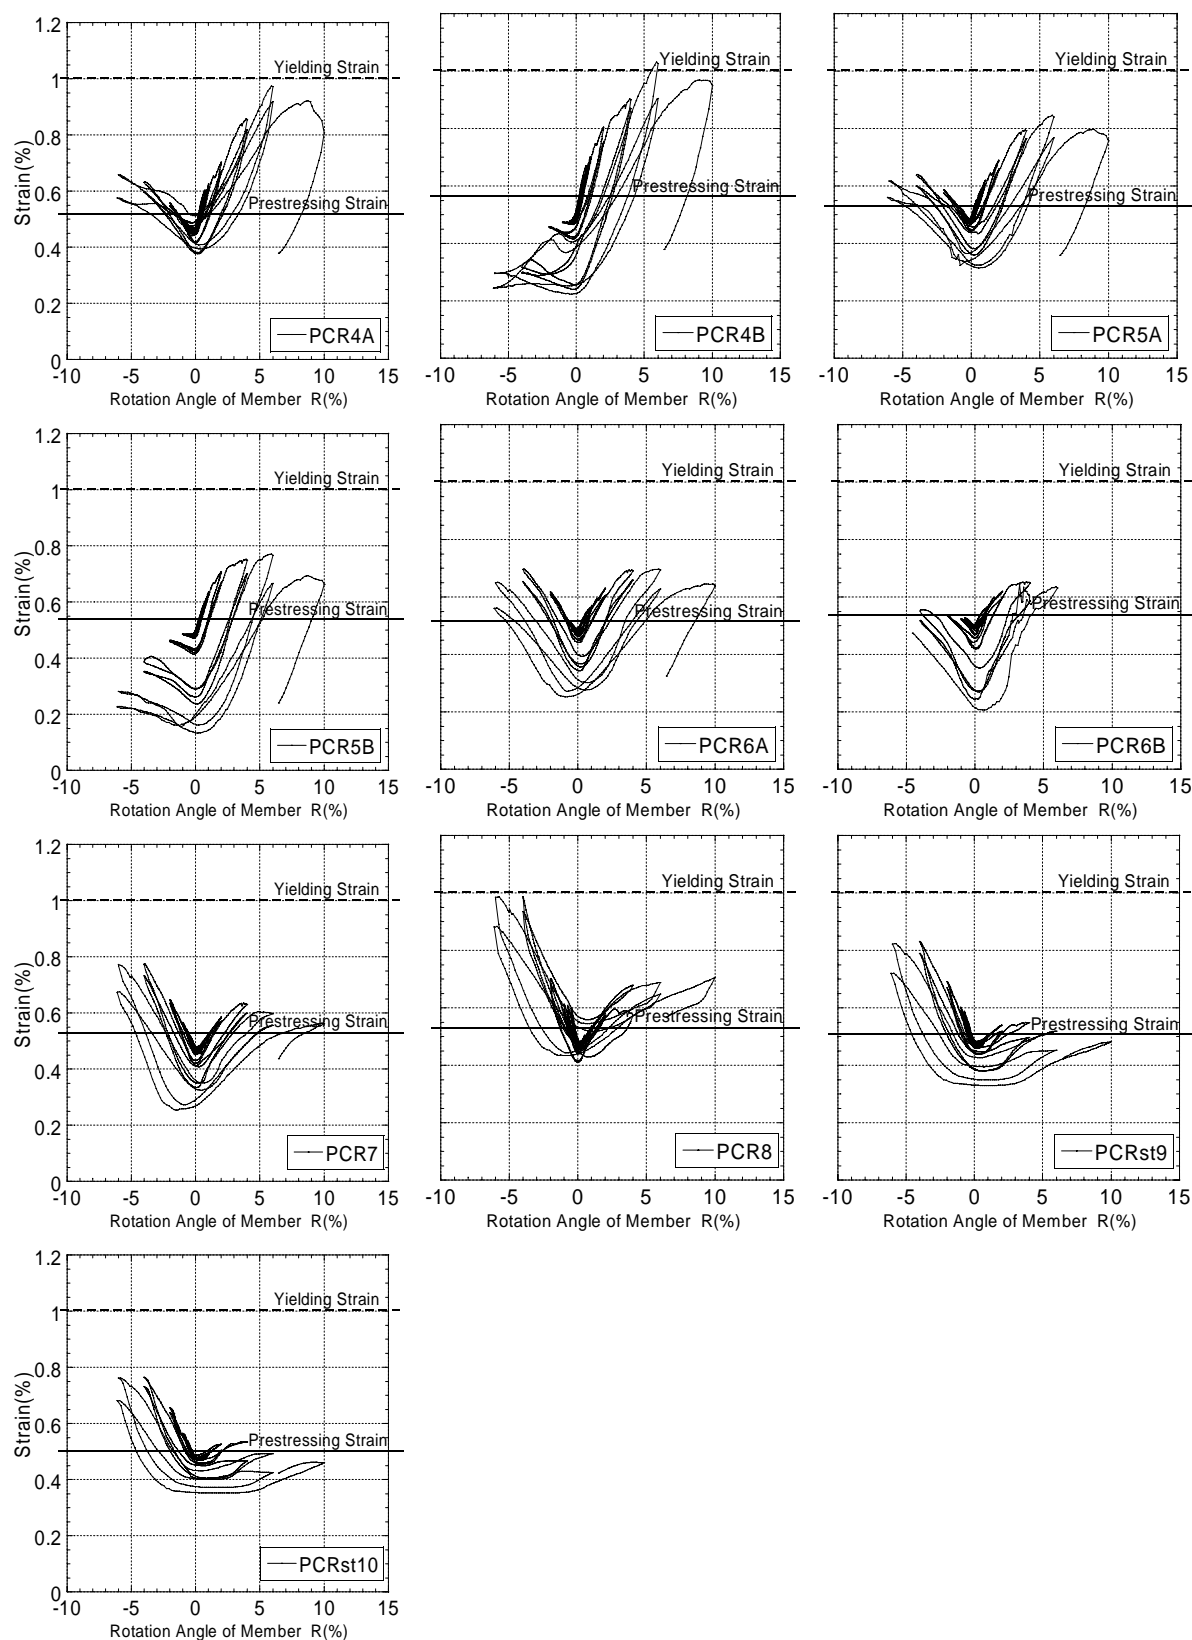 1.2
1
0.8
0.6
0.4
0.2
0
Strain(%)
Yielding Strain
Prestressing Strain
PCR4A
-10 -5 0 5 10 15
Rotation Angle of Member R(%)
Yielding Strain
Prestressing Strain
PCR4B
-10 -5 0 5 10 15
Rotation Angle of Member R(%)
Yielding Strain
Prestressing Strain
PCR5A
-10 -5 0 5 10 15
Rotation Angle of Member R(%)
1.2
1
0.8
0.6
0.4
0.2
0
Strain(%)
Yielding Strain
Prestressing Strain
PCR5B
-10 -5 0 5 10 15
Rotation Angle of Member R(%)
Yielding Strain
Prestressing Strain
PCR6A
-10 -5 0 5 10 15
Rotation Angle of Member R(%)
Yielding Strain
Prestressing Strain
PCR6B
-10 -5 0 5 10 15
Rotation Angle of Member R(%)
1.2
1
0.8
0.6
0.4
0.2
0
Strain(%)
Yielding Strain
Prestressing Strain
PCR7
-10 -5 0 5 10 15
Rotation Angle of Member R(%)
Yielding Strain
Prestressing Strain
PCR8
-10 -5 0 5 10 15
Rotation Angle of Member R(%)
Yielding Strain
Prestressing Strain
PCRst9
-10 -5 0 5 10 15
Rotation Angle of Member R(%)
1.2
1
0.8
0.6
0.4
0.2
0
Strain(%)
Yielding Strain
Prestressing Strain
PCRst10
-10 -5 0 5 10 15
Rotation Angle of Member R(%)